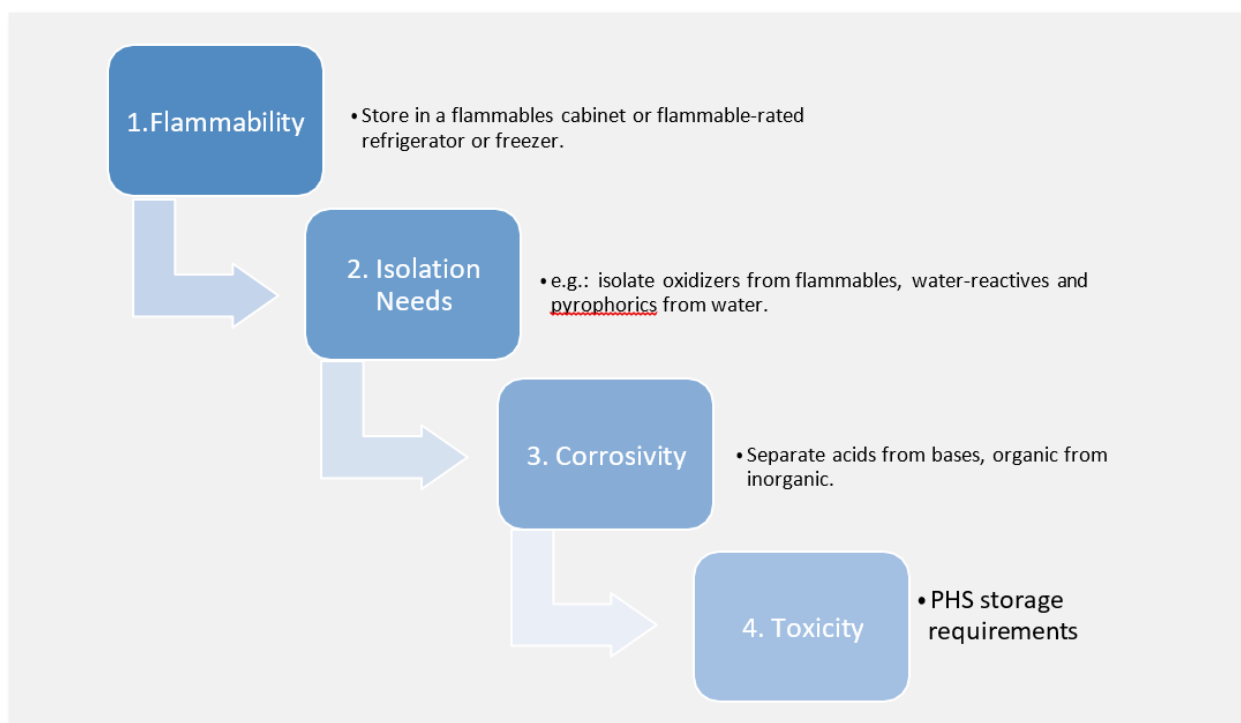 1.Flammability
• Store in a flammables cabinet or flammable-rated
refrigerator or freezer.
2. Isolation
Needs
• e.g.: isolate oxidizers from flammables, water-reactives and
pyrophorics from water.
3. Corrosivity
• Separate acids from bases, organic from
inorganic.
4. Toxicity
• PHS storage
requirements